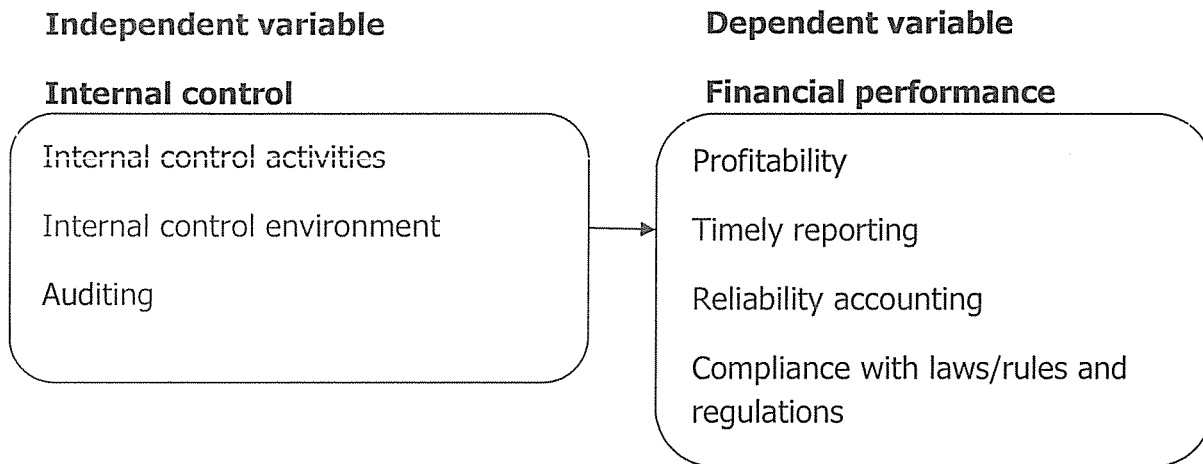 Independent variable
Internal control
Internal control activities
Internal control environment
Auditing
Dependent variable
Financial performance
Profitability
Timely reporting
Reliability accounting
Compliance with laws/rules and
regulations